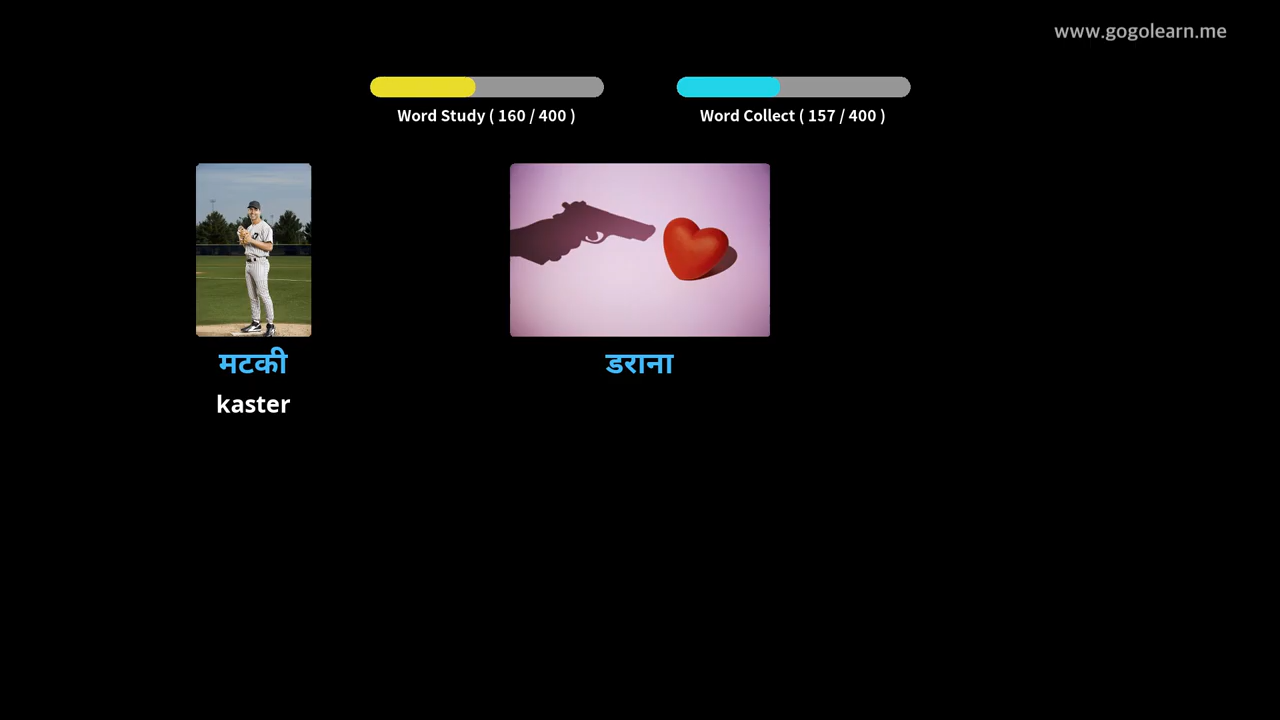 www.gogolearn.me
Word Study ( 160 / 400 )
Word Collect ( 157 / 400 )
मटकी
kaster
डराना